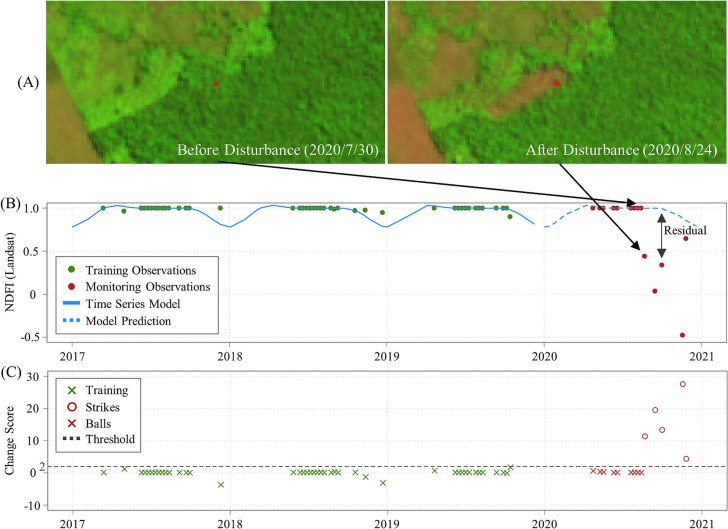 (A)
Before Disturbance (2020/7/30)
After Disturbance (2020/8/24)
(B)
NDFI (Landsat)
1.0
0.5
0
-0.5
Residual
Training Observations
Monitoring Observations
Time Series Model
Model Prediction
2017
2018
2019
2020
2021
(C)
Change Score
30
20
10
2
0
-10
Training
Strikes
Balls
Threshold
2017
2018
2019
2020
2021